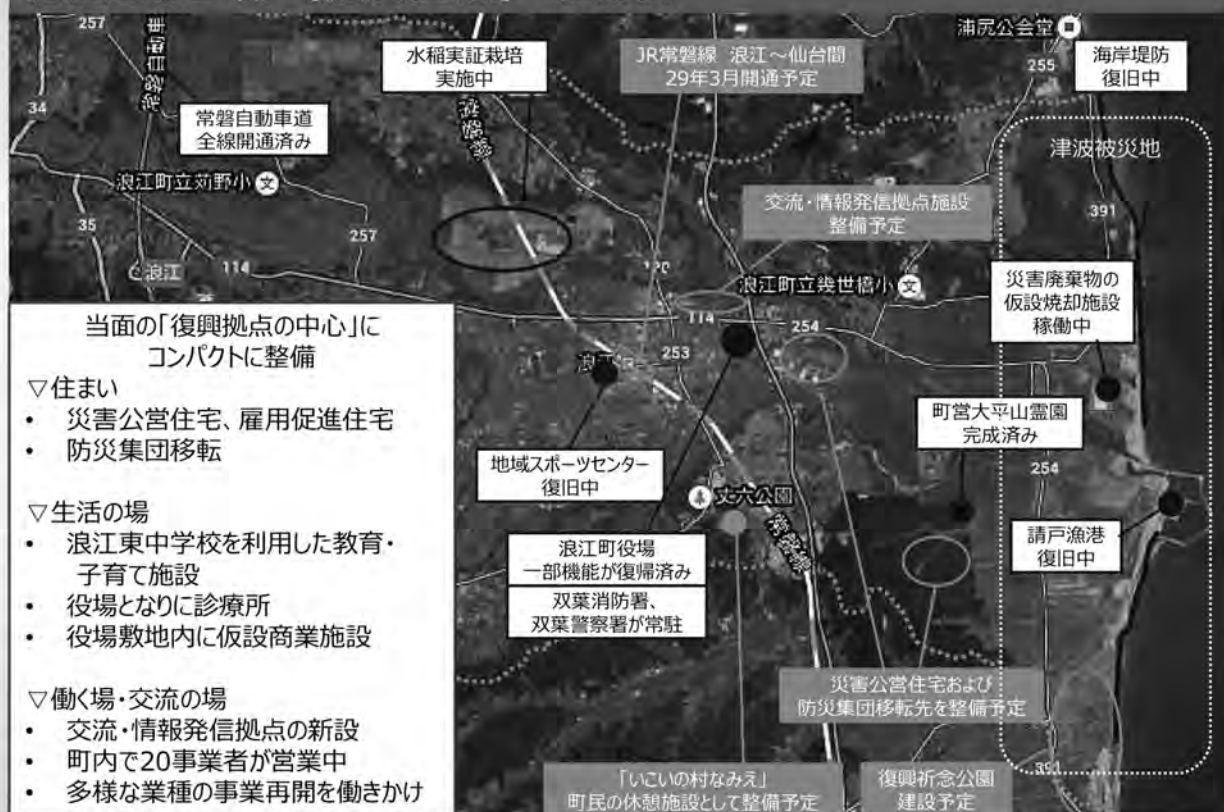 257
常磐自動車
水稲実証栽培
実施中
JR常磐線 浪江～仙台間
29年3月開通予定
浦尻公会堂
255
海岸堤防
復旧中
34
常磐自動車道
全線開通済み
津波被災地
浪江町立苅野小
文
交流・情報発信拠点施設
整備予定
391
35
257
浪江
114
浪江町立幾世橋小
文
災害廃棄物の
仮設焼却施設
稼働中
114
254
253
当面の「復興拠点の中心」に
コンパクトに整備
▽住まい
• 災害公営住宅、雇用促進住宅
• 防災集団移転
▽生活の場
• 浪江東中学校を利用した教育・
子育て施設
• 役場となりに診療所
• 役場敷地内に仮設商業施設
▽働く場・交流の場
• 交流・情報発信拠点の新設
• 町内で20事業者が営業中
• 多様な業種の事業再開を働きかけ
町営大平山霊園
完成済み
地域スポーツセンター
復旧中
254
丈六公園
常磐線
請戸漁港
復旧中
浪江町役場
一部機能が復帰済み
双葉消防署、
双葉警察署が常駐
災害公営住宅および
防災集団移転先を整備予定
391
「いこいの村なみえ」
町民の休憩施設として整備予定
復興祈念公園
建設予定